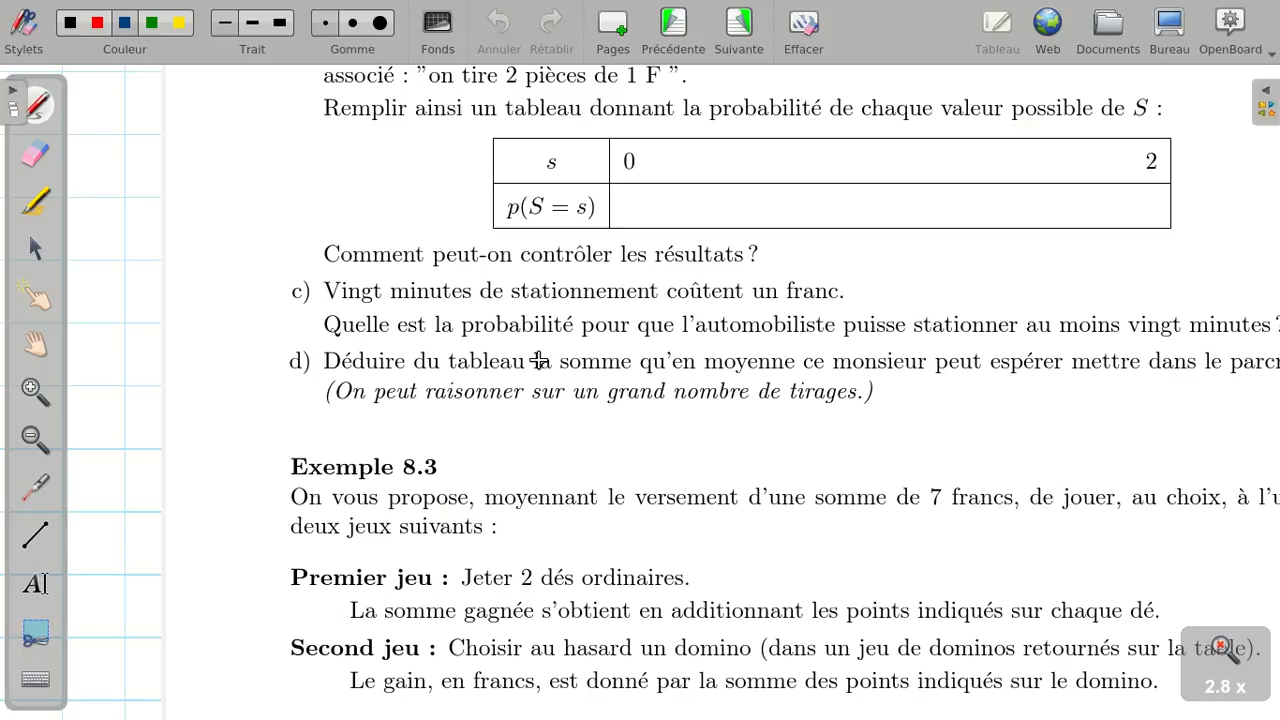 Stylets Couleur Trait Gomme Fonds Annuler Rétablir Pages Précédente Suivante Effacer Tableau Web Documents Bureau OpenBoard
associé : ”on tire 2 pièces de 1 F ”.
Remplir ainsi un tableau donnant la probabilité de chaque valeur possible de S :
s 0 2
p(S = s)
Comment peut-on contrôler les résultats ?
c) Vingt minutes de stationnement coûtent un franc.
Quelle est la probabilité pour que l’automobiliste puisse stationner au moins vingt minutes ?
d) Déduire du tableau la somme qu’en moyenne ce monsieur peut espérer mettre dans le
(On peut raisonner sur un grand nombre de tirages.)
Exemple 8.3
On vous propose, moyennant le versement d’une somme de 7 francs, de jouer, au choix, à
deux jeux suivants :
Premier jeu : Jeter 2 dés ordinaires.
La somme gagnée s’obtient en additionnant les points indiqués sur chaque dé.
Second jeu : Choisir au hasard un domino (dans un jeu de dominos retournés sur la table).
Le gain, en francs, est donné par la somme des points indiqués sur le domino.
2.8 x